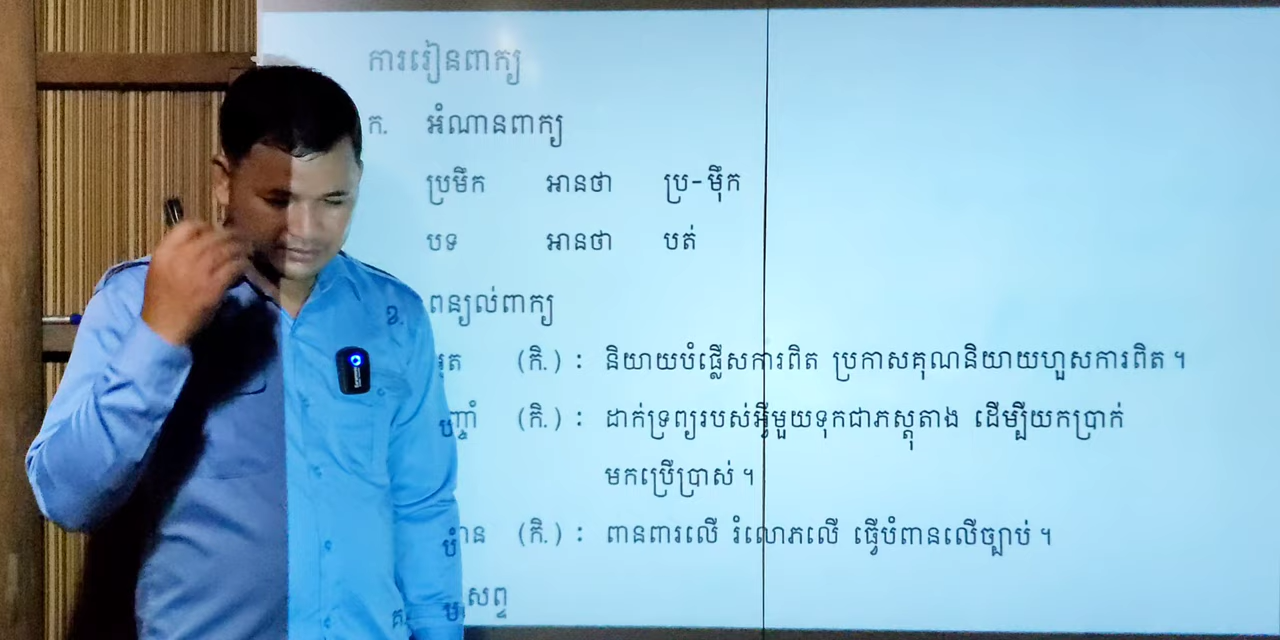 ការរៀនពាក្យ
ក. អំណានពាក្យ
ប្រមឹក អានថា ប្រ-ម៉ឹក
បទ អានថា បត់
ខ. ពន្យល់ពាក្យ
(កិ.) : និយាយបំផ្លើសការពិត ប្រកាសគុណនិយាយហួសការពិត ។
បញ្ចាំ (កិ.) : ដាក់ទ្រព្យរបស់អ្វីមួយទុកជាភស្តុតាង ដើម្បីយកប្រាក់
មកប្រើប្រាស់ ។
(កិ.) : ពានពារលើ រំលោភលើ ធ្វើបំពានលើច្បាប់ ។
គ.